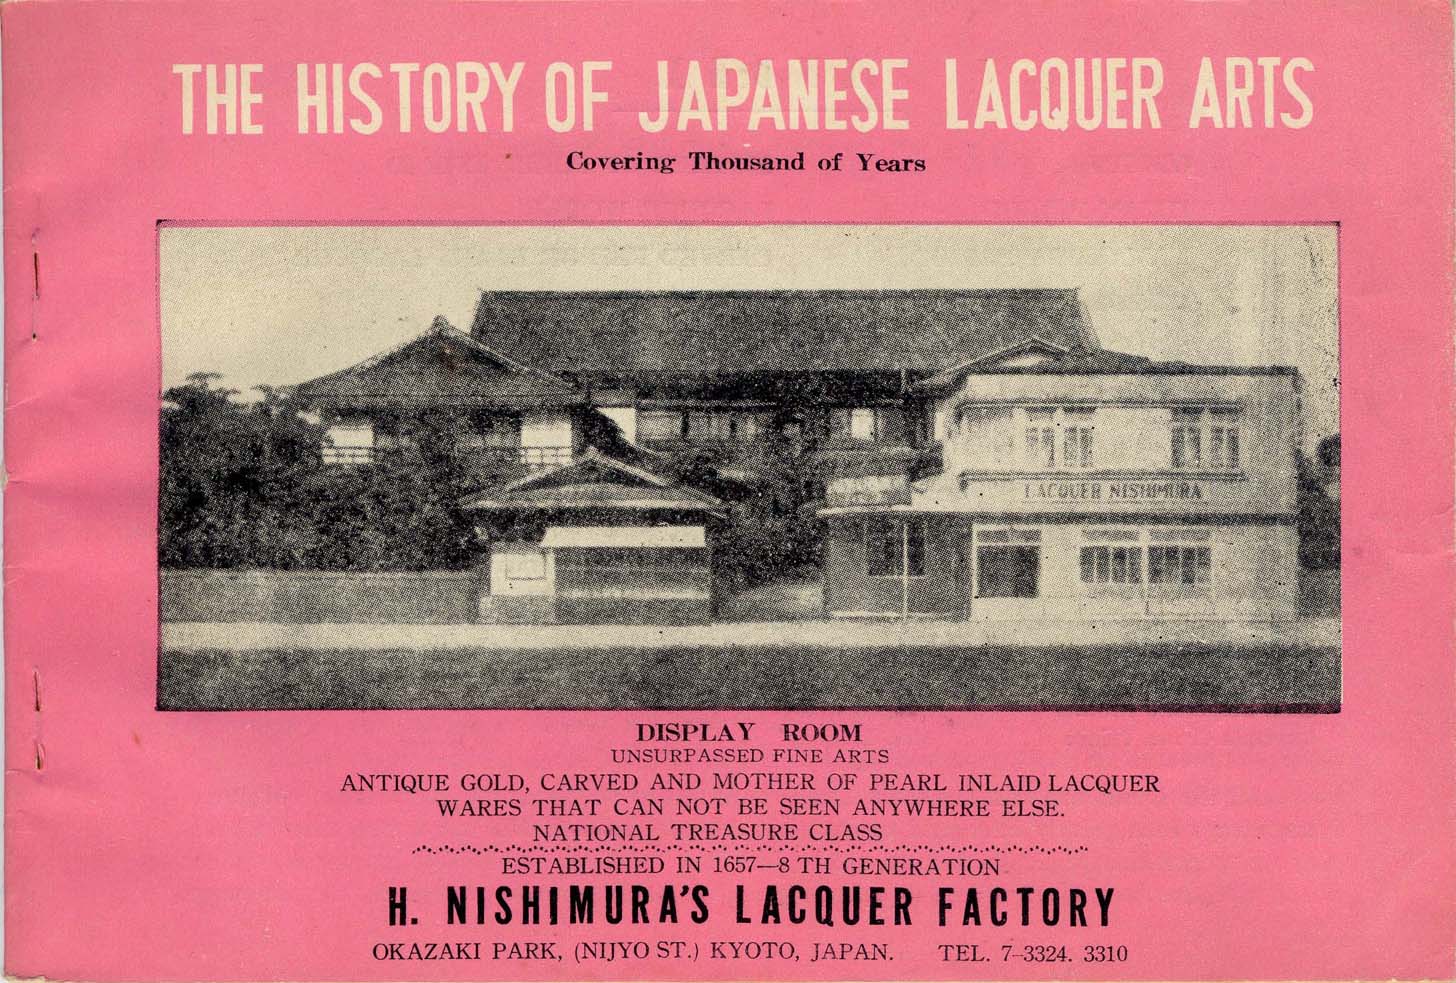 THE HISTORY OF JAPANESE LACQUER ARTS
Covering Thousand of Years
LACQUER NISHIMURA
DISPLAY ROOM
UNSURPASSED FINE ARTS
ANTIQUE GOLD, CARVED AND MOTHER OF PEARL INLAID LACQUER
WARES THAT CAN NOT BE SEEN ANYWHERE ELSE.
NATIONAL TREASURE CLASS
ESTABLISHED IN 1657—8 TH GENERATION
H. NISHIMURA'S LACQUER FACTORY
OKAZAKI PARK, (NIJYO ST.) KYOTO, JAPAN. TEL. 7-3324. 3310